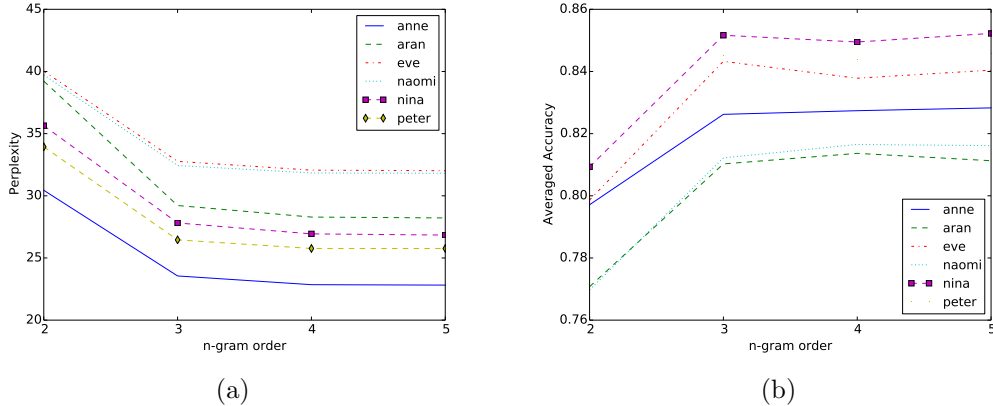 45
40
35
30
25
20
Perplexity
2
3
4
5
n-gram order
anne
aran
eve
naomi
nina
peter
(a)
0.86
0.84
0.82
0.80
0.78
0.76
Averaged Accuracy
2
3
4
5
n-gram order
anne
aran
eve
naomi
nina
peter
(b)